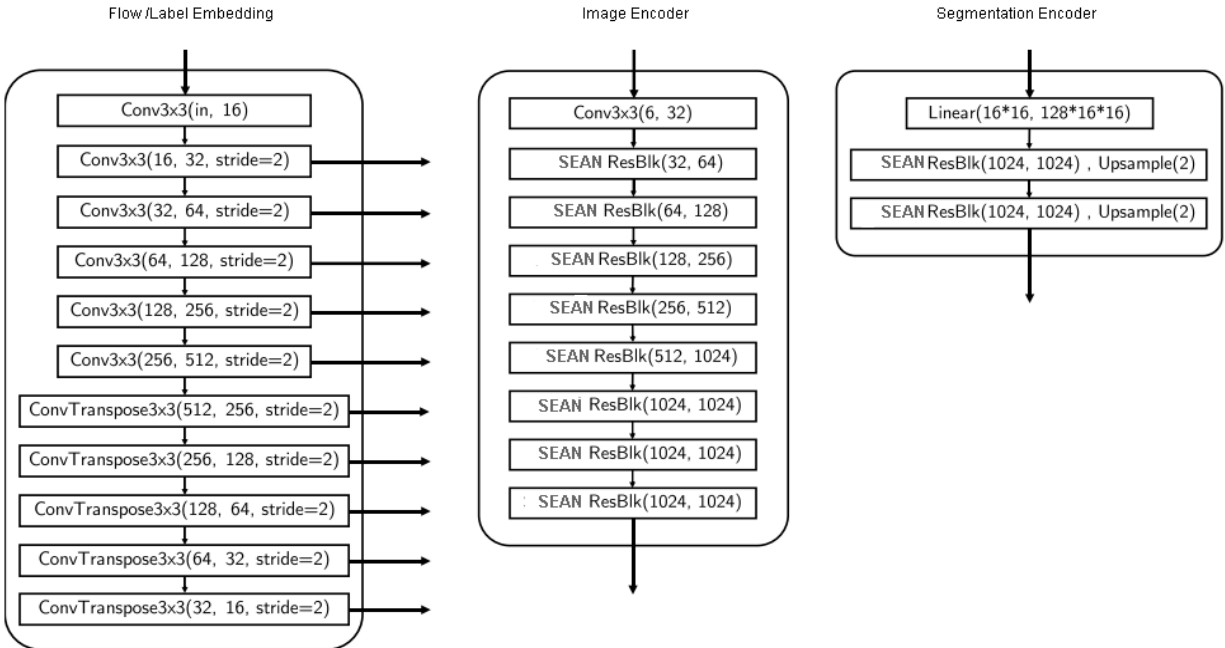 Flow /Label Embedding
Conv3x3(in, 16)
Conv3x3(16, 32, stride=2)
Conv3x3(32, 64, stride=2)
Conv3x3(64, 128, stride=2)
Conv3x3(128, 256, stride=2)
Conv3x3(256, 512, stride=2)
ConvTranspose3x3(512, 256, stride=2)
ConvTranspose3x3(256, 128, stride=2)
ConvTranspose3x3(128, 64, stride=2)
ConvTranspose3x3(64, 32, stride=2)
ConvTranspose3x3(32, 16, stride=2)
Image Encoder
Conv3x3(6, 32)
SEAN ResBlk(32, 64)
SEAN ResBlk(64, 128)
SEAN ResBlk(128, 256)
SEAN ResBlk(256, 512)
SEAN ResBlk(512, 1024)
SEAN ResBlk(1024, 1024)
SEAN ResBlk(1024, 1024)
SEAN ResBlk(1024, 1024)
Segmentation Encoder
Linear(16*16, 128*16*16)
SEAN ResBlk(1024, 1024) , Upsample(2)
SEAN ResBlk(1024, 1024) , Upsample(2)